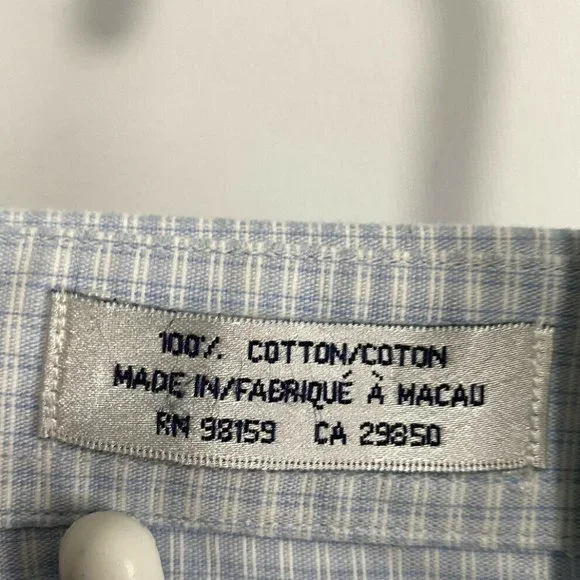 100% COTTON/COTON
MADE IN/FABRIQUÉ À MACAU
RN 98159 CA 29850